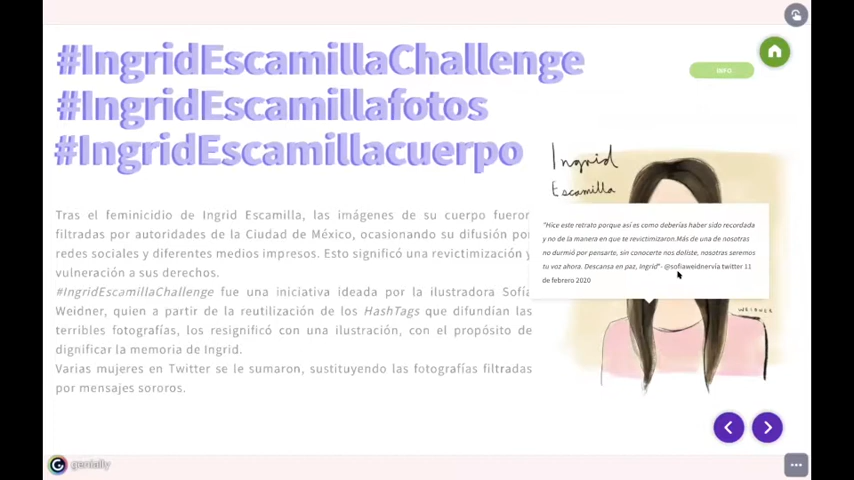 #IngridEscamillaChallenge
#IngridEscamillafotos
#IngridEscamillacuerpo
INFO
Tras el feminicidio de Ingrid Escamilla, las imágenes de su cuerpo fueron
filtradas por autoridades de la Ciudad de México, ocasionando su difusión por
redes sociales y diferentes medios impresos. Esto significó una revictimización y
vulneración a sus derechos.
#IngridEscamillaChallenge fue una iniciativa ideada por la ilustradora Sofía
Weidner, quien a partir de la reutilización de los HashTags que difundían las
terribles fotografías, los resignificó con una ilustración, con el propósito de
dignificar la memoria de Ingrid.
Varias mujeres en Twitter se le sumaron, sustituyendo las fotografías filtradas
por mensajes sororos.
Ingrid
Escamilla
"Hice este retrato porque así es como deberías haber sido recordada
y no de la manera en que te revictimizaron.Más de una de nosotras
no durmió por pensarte, sin conocerte nos doliste, nosotras seremos
tu voz ahora. Descansa en paz, Ingrid"- @sofiaweidnervía twitter 11
de febrero 2020
WEIDNER
genially